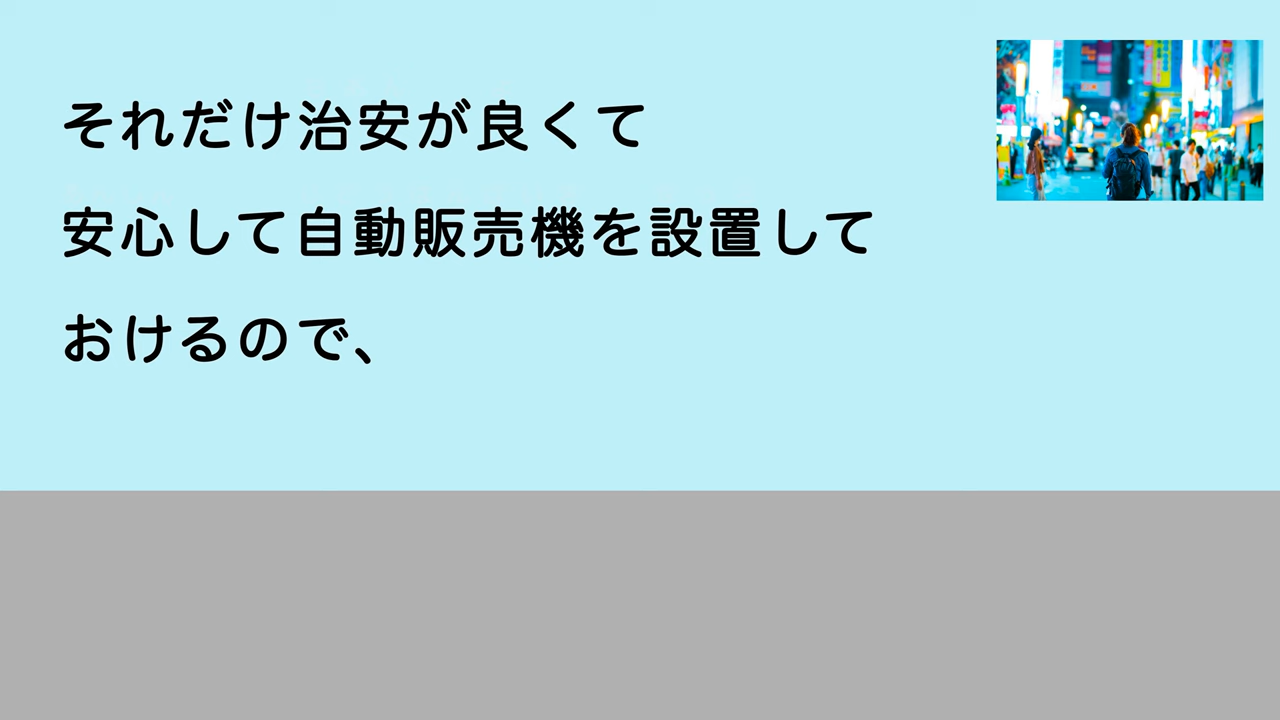 それだけ治安が良くて
安心して自動販売機を設置して
おけるので、